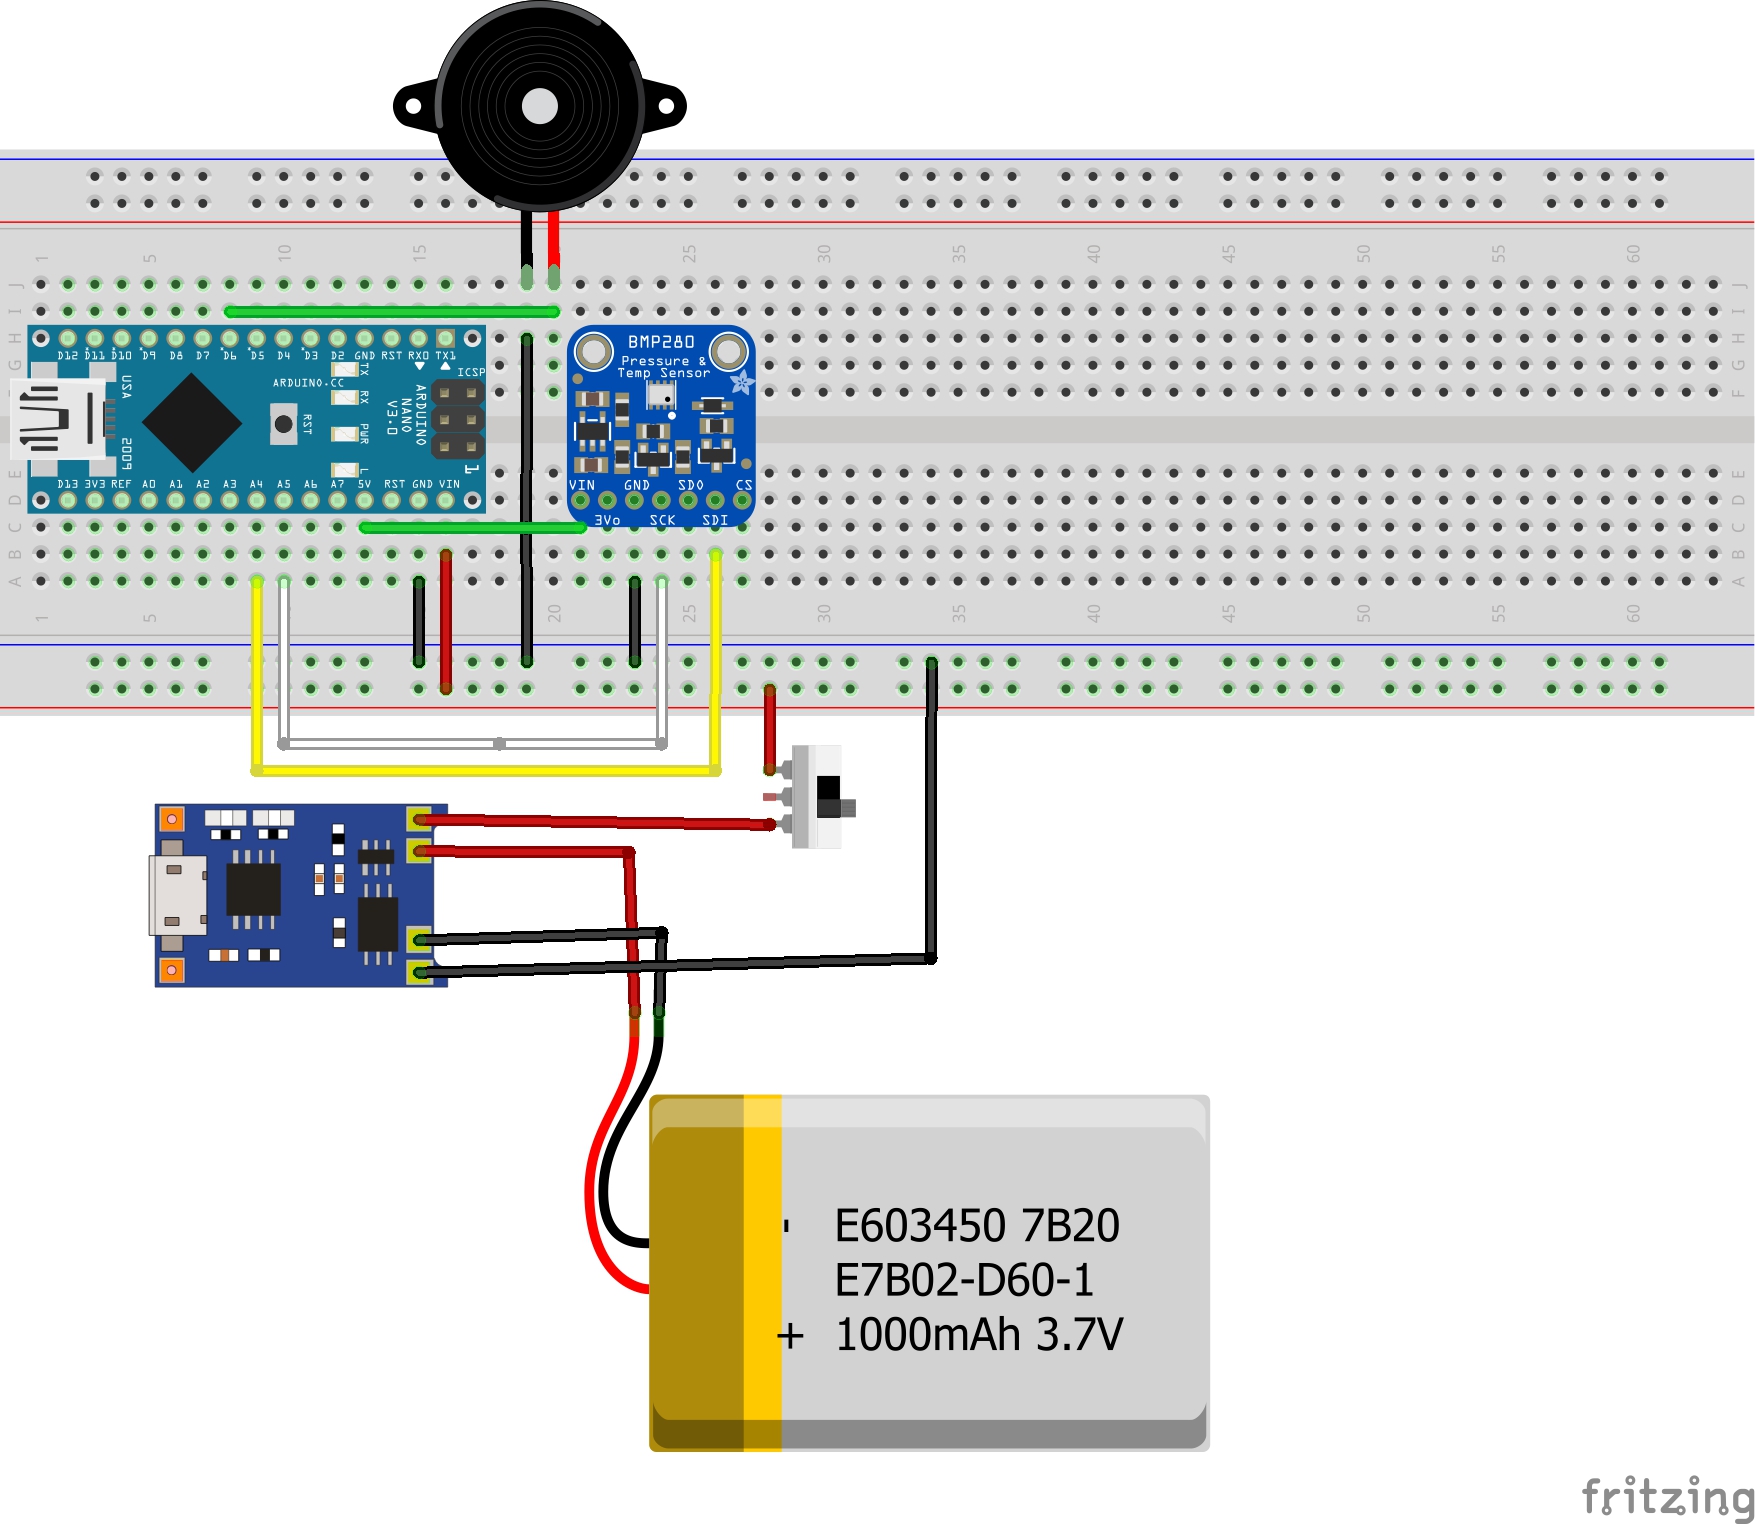 1 5 10 15 25 30 35 40 45 50 55 60
J J
I I
H H
G G
F
E E
D D
C C
B B
A A
D12 D11 D10 D9 D8 D7 D6 D5 D4 D3 D2 GND RST RX0 TX1
TX
RX
PWR
L
ICSP
ARDUINO.CC
RST
ARDUINO
NANO
V3.0
USA
2009
1
D13 3V3 REF A0 A1 A2 A3 A4 A5 A6 A7 5V RST GND VIN
BMP280
Pressure &
Temp Sensor
VIN GND SDO CS
3Vo SCK SDI
1 5 20 25 30 35 40 45 50 55 60
- E603450 7B20
E7B02-D60-1
+ 1000mAh 3.7V
fritzing